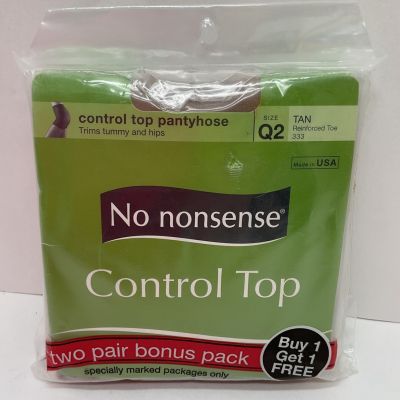 control top pantyhose
Trims tummy and hips
SIZE
Q2
TAN
Reinforced Toe
333
Made in USA
No nonsense®
Control Top
two pair bonus pack
specially marked packages only
Buy 1
Get 1
FREE